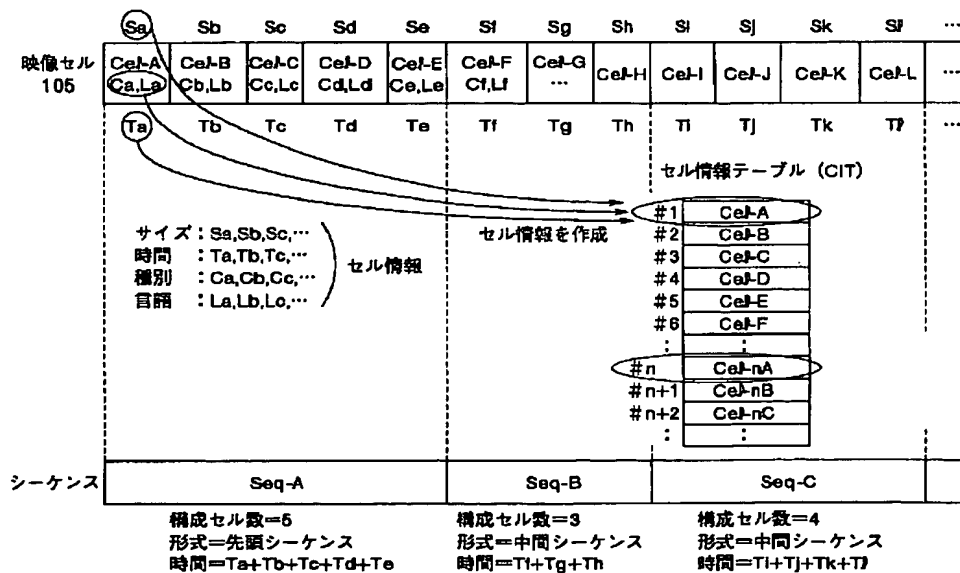 Sa Sb Sc Sd Se Sf Sg Sh Si Sj Sk Sl …
映像セル 105
Cell-A Cell-B Cell-C Cell-D Cell-E Cell-F Cell-G Cell-H Cell-I Cell-J Cell-K Cell-L
Ca,La Cb,Lb Cc,Lc Cd,Ld Ce,Le Cf,Lf …
Ta Tb Tc Td Te Tf Tg Th Ti Tj Tk Tl …
セル情報テーブル (CIT)
セル情報を作成
サイズ:Sa,Sb,Sc,…
時間:Ta,Tb,Tc,…
種別:Ca,Cb,Cc,…
言語:La,Lb,Lc,…
セル情報
#1 Cell-A
#2 Cell-B
#3 Cell-C
#4 Cell-D
#5 Cell-E
#6 Cell-F
: :
#n Cell-nA
#n+1 Cell-nB
#n+2 Cell-nC
: :
シーケンス Seq-A Seq-B Seq-C
構成セル数=5 構成セル数=3 構成セル数=4
形式=先頭シーケンス 形式=中間シーケンス 形式=中間シーケンス
時間=Ta+Tb+Tc+Td+Te 時間=Tf+Tg+Th 時間=Ti+Tj+Tk+Tl